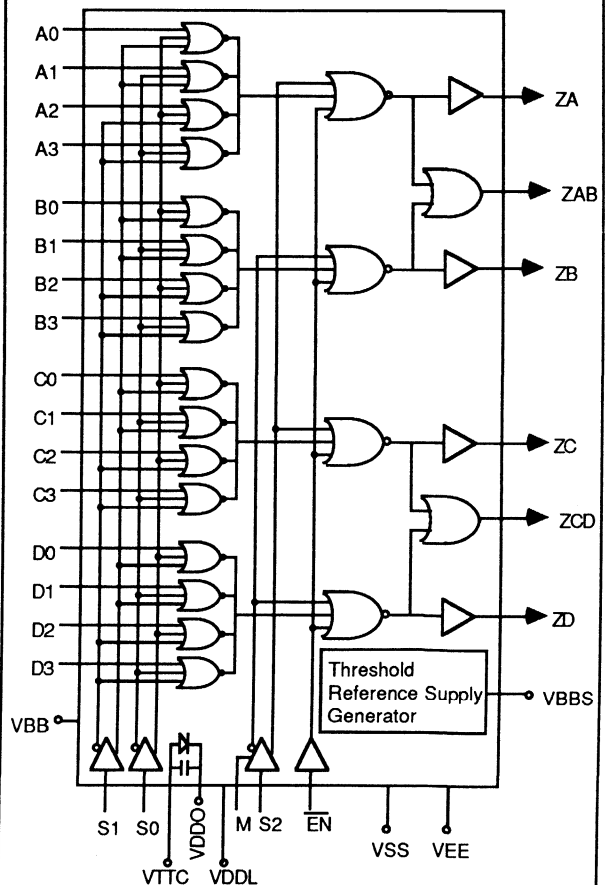 A0
A1
A2
A3
B0
B1
B2
B3
C0
C1
C2
C3
D0
D1
D2
D3
ZA
ZAB
ZB
ZC
ZCD
ZD
Threshold
Reference Supply
Generator
VBBS
VBB
S1
S0
VTTC
VDDO
VDDL
M
S2
EN
VSS
VEE